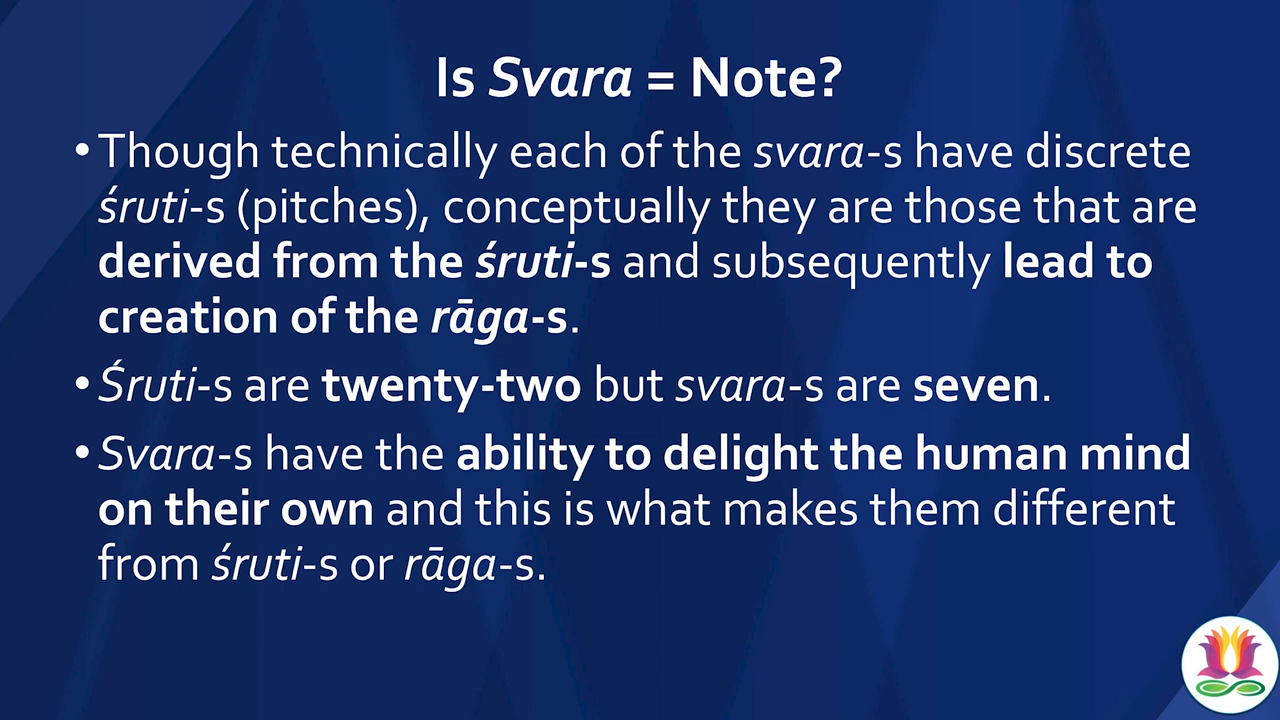 Is Svara = Note?
• Though technically each of the svara-s have discrete
śruti-s (pitches), conceptually they are those that are
derived from the śruti-s and subsequently lead to
creation of the rāga-s.
• Śruti-s are twenty-two but svara-s are seven.
• Svara-s have the ability to delight the human mind
on their own and this is what makes them different
from śruti-s or rāga-s.